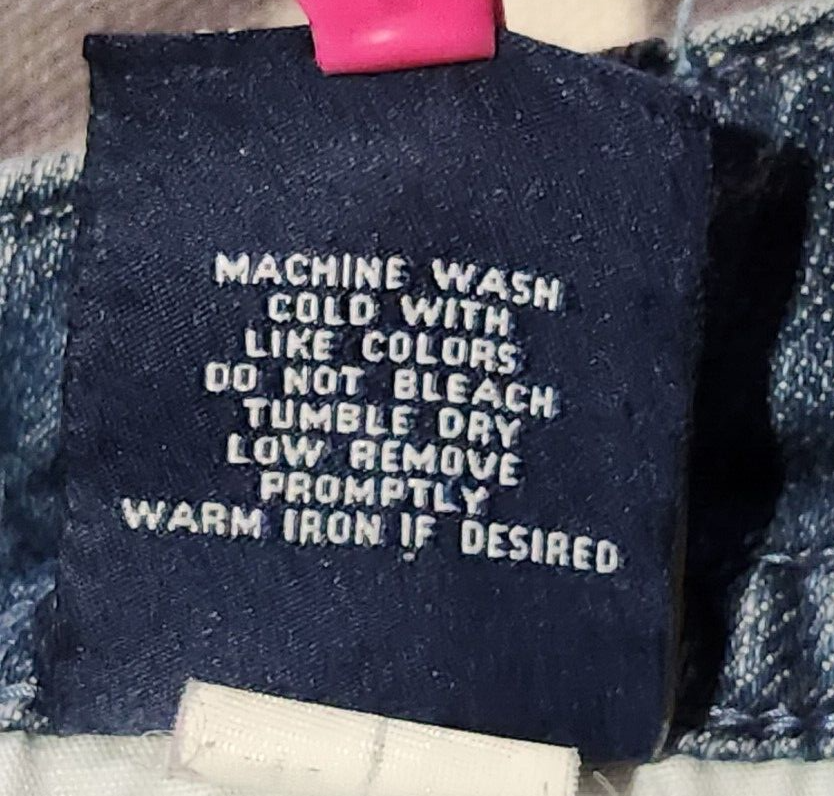 MACHINE WASH
COLD WITH
LIKE COLORS
DO NOT BLEACH
TUMBLE DRY
LOW REMOVE
PROMPTLY
WARM IRON IF DESIRED